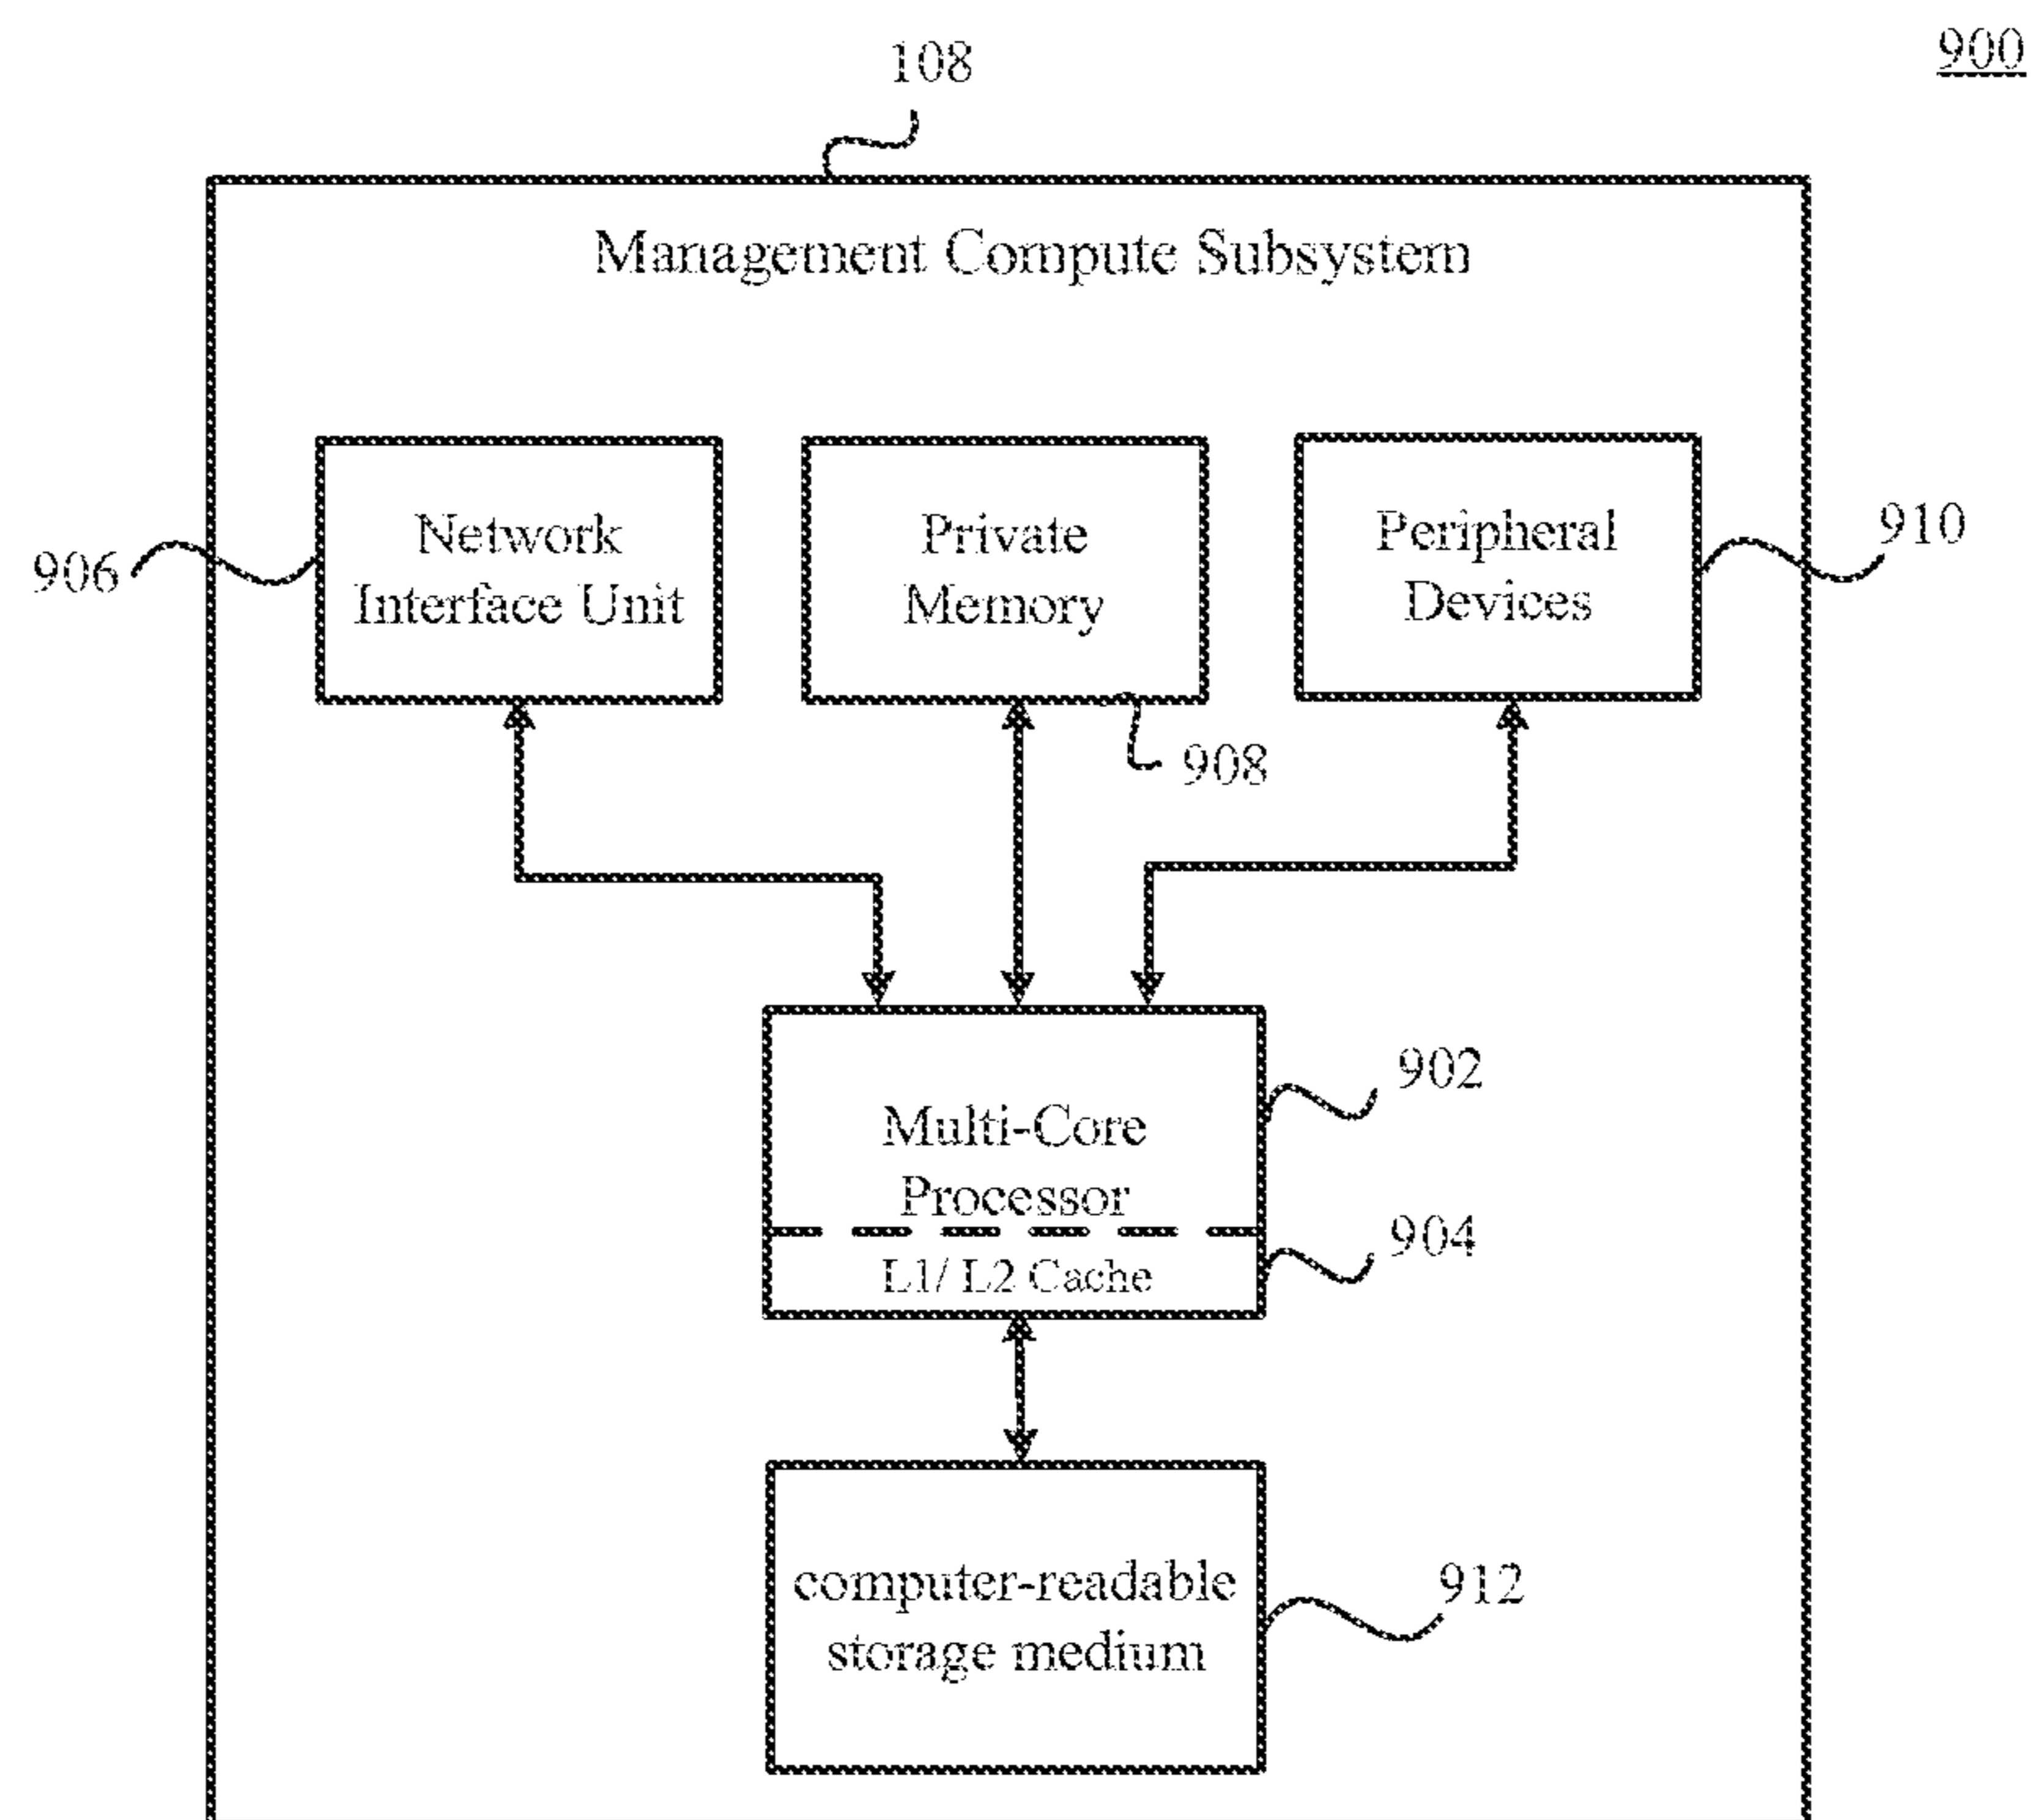 900
108
Management Compute Subsystem
Network
Interface Unit
Private
Memory
Peripheral
Devices
906
910
908
Multi-Core
Processor
902
L1/ L2 Cache
904
computer-readable
storage medium
912